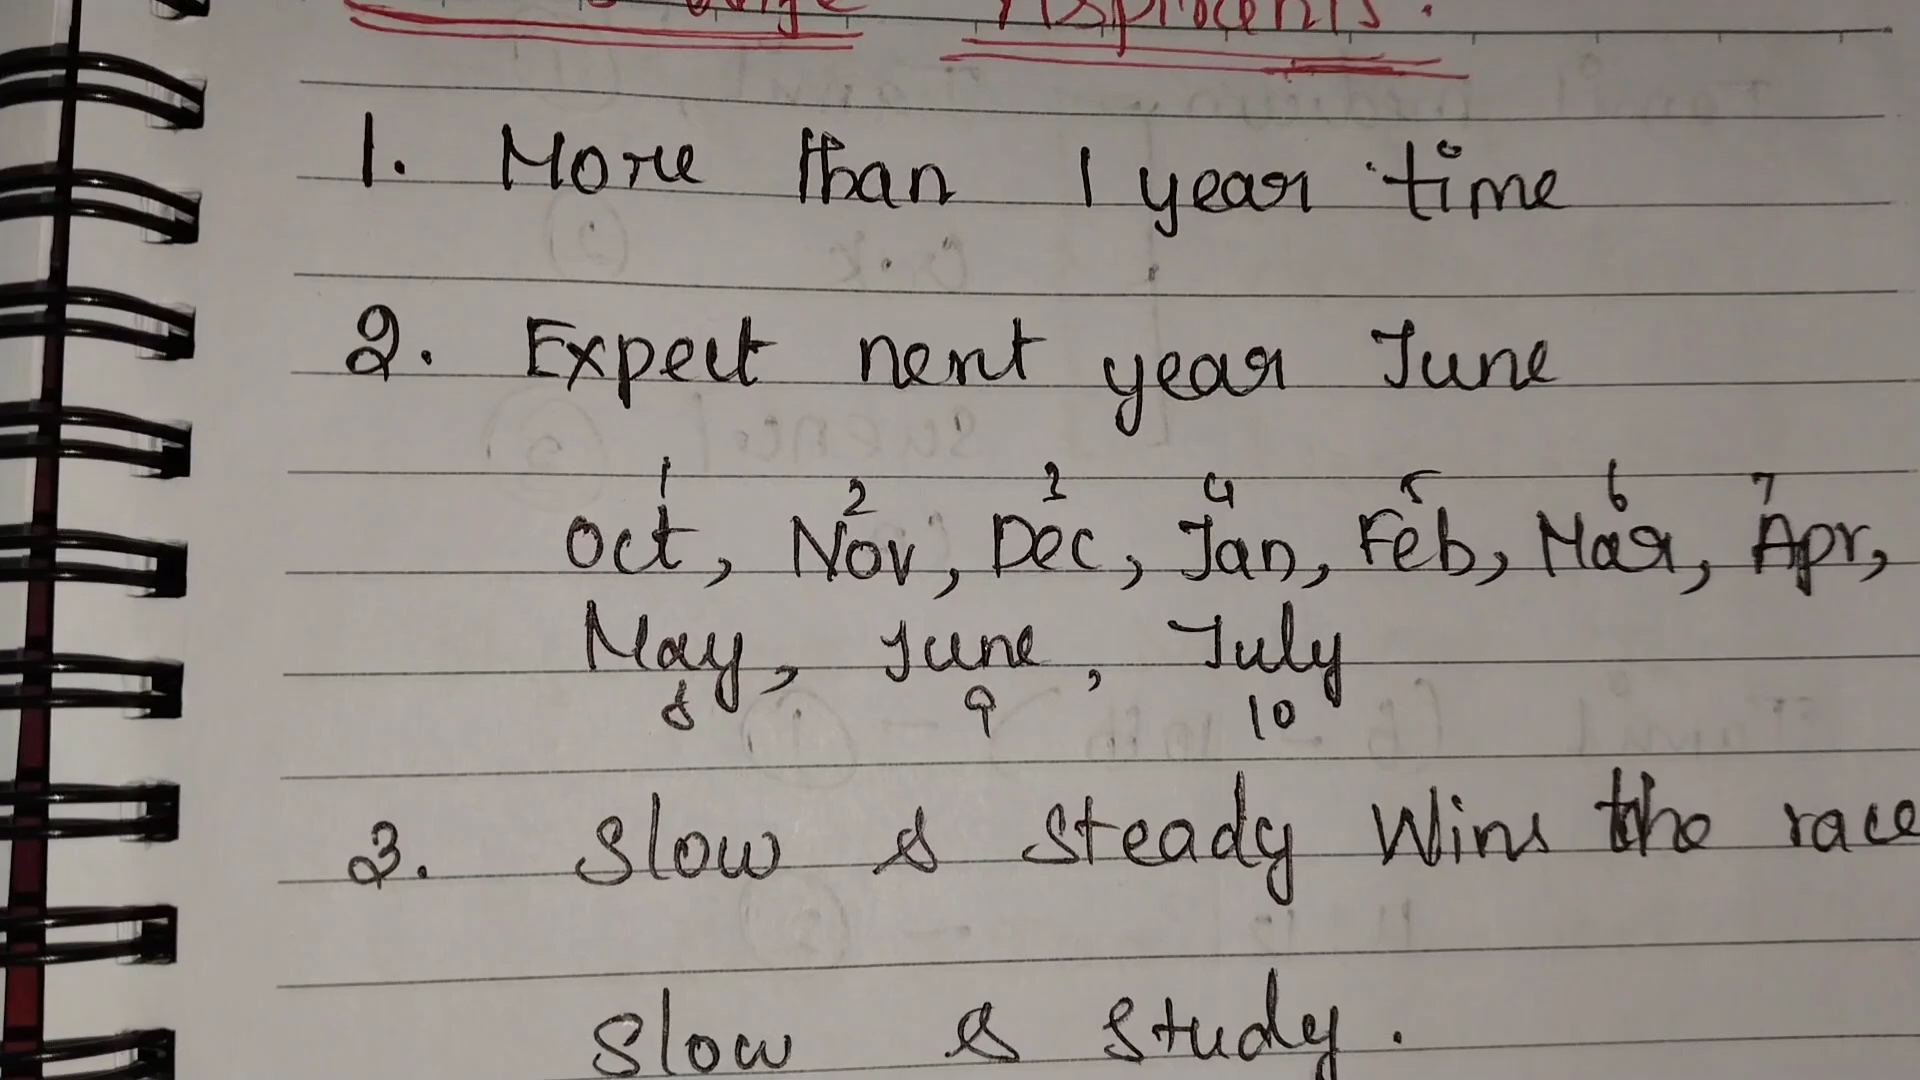 Aspirants.
1. More than 1 year time
2. Expect next year June
1 2 3 4 5 6 7
Oct, Nov, Dec, Jan, Feb, Mar, Apr,
May, June, July
8 9 10
3. Slow & steady Wins the race
Slow & study.